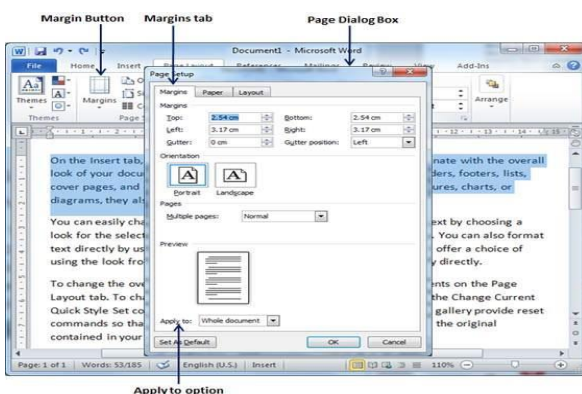 Margin Button Margins tab Page Dialog Box
Document1 - Microsoft Word
File Home Insert Page Layout References Mailings Review View Add-Ins
Page Setup
Themes Margins Arrange
Themes Page
Margins Paper Layout
Margins
Top: 2.54 cm Bottom: 2.54 cm
Left: 3.17 cm Right: 3.17 cm
Gutter: 0 cm Gutter position: Left
Orientation
Portrait Landscape
Pages
Multiple pages: Normal
Preview
Apply to: Whole document
Set As Default OK Cancel
On the Insert tab, nate with the overall
look of your docu ders, footers, lists,
cover pages, and ures, charts, or
diagrams, they als
You can easily cha ext by choosing a
look for the select . You can also format
text directly by us offer a choice of
using the look fro y directly.
To change the ove ents on the Page
Layout tab. To cha the Change Current
Quick Style Set co gallery provide reset
commands so tha the original
contained in your
Page: 1 of 1 Words: 53/185 English (U.S.) Insert 110%
Apply to option